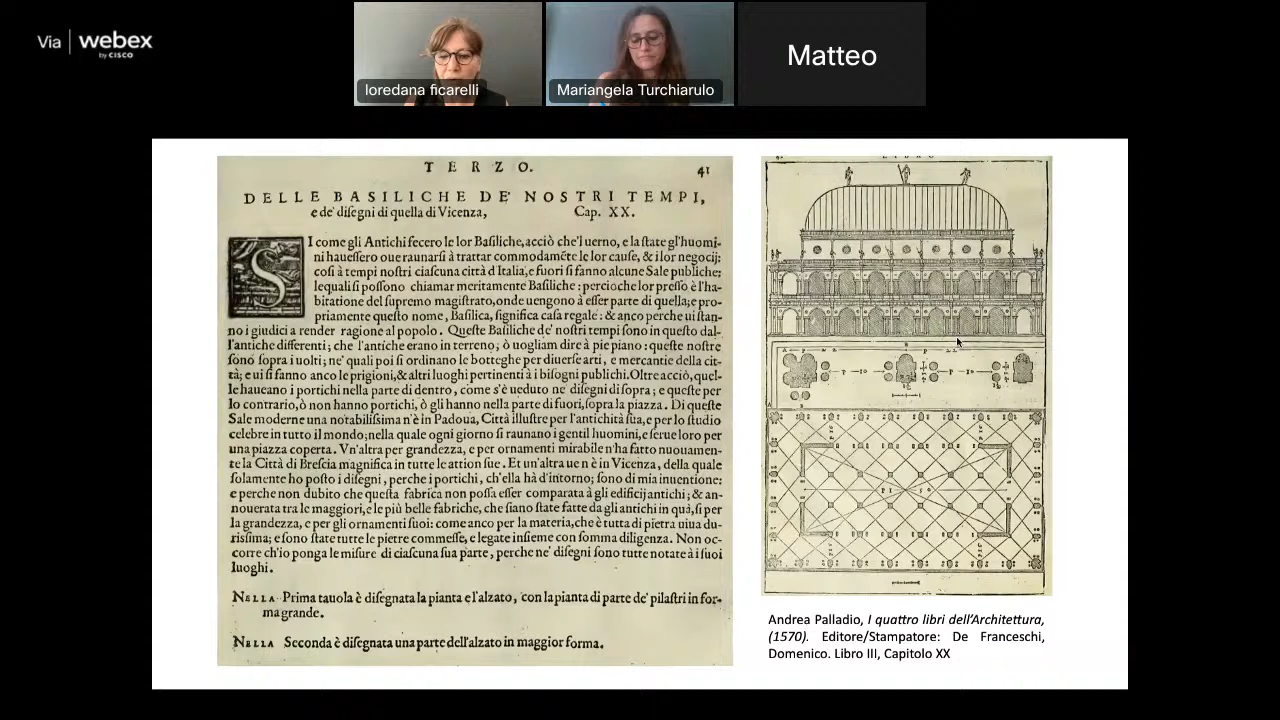 Via webex
by CISCO
loredana ficarelli
Mariangela Turchiarulo
Matteo
TERZO. 41
DELLE BASILICHE DE' NOSTRI TEMPI,
e de' disegni di quella di Vicenza, Cap. XX.
SI come gli Antichi fecero le lor Basiliche, acciò che'l uerno, e la state gl'huomi-
ni hauessero oue raunarsi à trattar commodamēte le lor cause, & i lor negocij:
così à tempi nostri ciascuna città d'Italia, e fuori si fanno alcune Sale publiche:
lequali si possono chiamar meritamente Basiliche: percioche lor presso è l'ha-
bitatione del supremo magistrato, onde uengono à esser parte di quella; e pro-
priamente questo nome, Basilica, significa casa regale: & anco perche ui stan-
no i giudici a render ragione al popolo. Queste Basiliche de' nostri tempi sono in questo dal-
l'antiche differenti; che l'antiche erano in terreno; ò uogliam dire à pie piano: queste nostre
sono sopra i uolti; ne' quali poi si ordinano le botteghe per diuerse arti, e mercantie della cit-
tà; e ui si fanno anco le prigioni, & altri luoghi pertinenti à i bisogni publichi. Oltre acciò, quel-
le haueano i portichi nella parte di dentro, come s'è ueduto ne' disegni di sopra; e queste per
lo contrario, ò non hanno portichi, ò gli hanno nella parte di fuori, sopra la piazza. Di queste
Sale moderne una notabilissima n'è in Padoua, Città illustre per l'antichità sua, e per lo studio
celebre in tutto il mondo; nella quale ogni giorno si raunano i gentil huomini, e serue loro per
una piazza coperta. Vn'altra per grandezza, e per ornamenti mirabile n'ha fatto nuouamen-
te la Città di Brescia magnifica in tutte le attion sue. Et un'altra ue n'è in Vicenza, della quale
solamente ho posto i disegni, perche i portichi, ch'ella hà d'intorno; sono di mia inuentione:
e perche non dubito che questa fabrica non possa esser comparata à gli edificij antichi; & an-
nouerata tra le maggiori, e le più belle fabriche, che siano state fatte da gli antichi in quà, sì per
la grandezza, e per gli ornamenti suoi: come anco per la materia, che è tutta di pietra uiua du-
rissima; e sono state tutte le pietre commesse, e legate insieme con somma diligenza. Non oc-
corre ch'io ponga le misure di ciascuna sua parte, perche ne' disegni sono tutte notate à i suoi
luoghi.
NELLA Prima tauola è disegnata la pianta e l'alzato, con la pianta di parte de' pilastri in for-
ma grande.
NELLA Seconda è disegnata una parte dell'alzato in maggior forma.
LIBRO
Andrea Palladio, I quattro libri dell'Architettura,
(1570). Editore/Stampatore: De Franceschi,
Domenico. Libro III, Capitolo XX